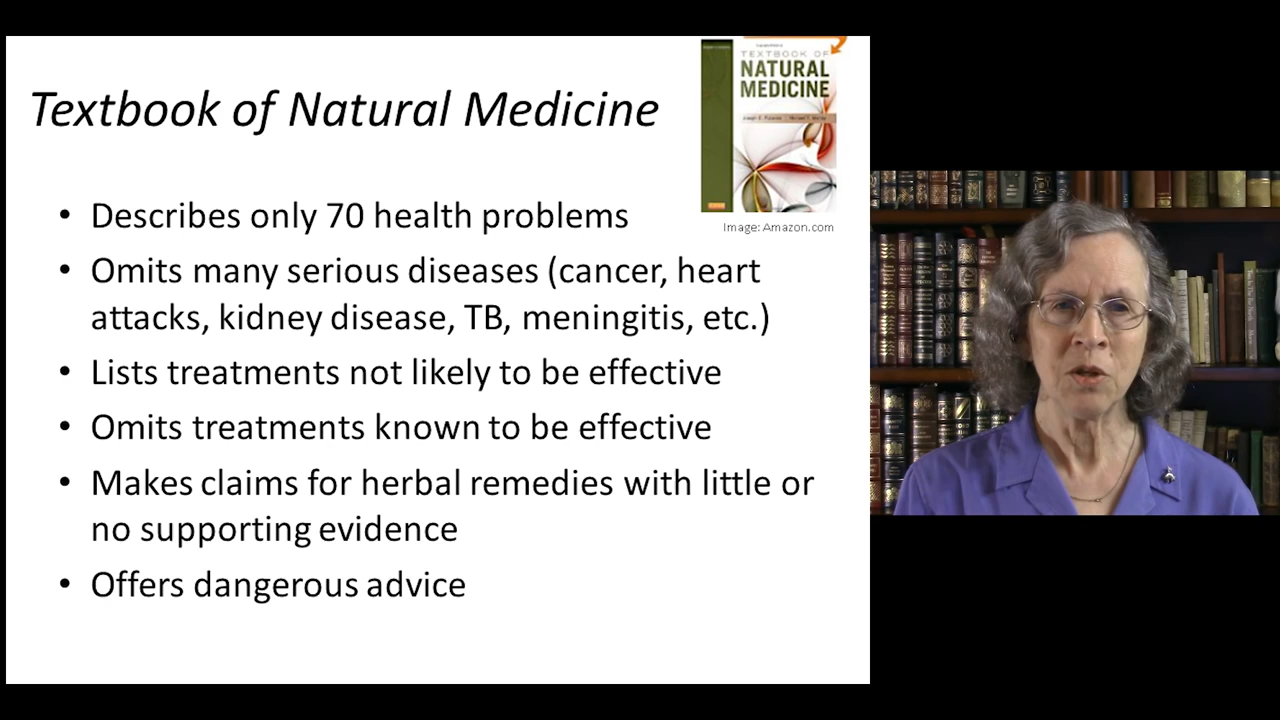 Textbook of Natural Medicine
TEXTBOOK OF
NATURAL
MEDICINE
Image: Amazon.com
• Describes only 70 health problems
• Omits many serious diseases (cancer, heart
attacks, kidney disease, TB, meningitis, etc.)
• Lists treatments not likely to be effective
• Omits treatments known to be effective
• Makes claims for herbal remedies with little or
no supporting evidence
• Offers dangerous advice